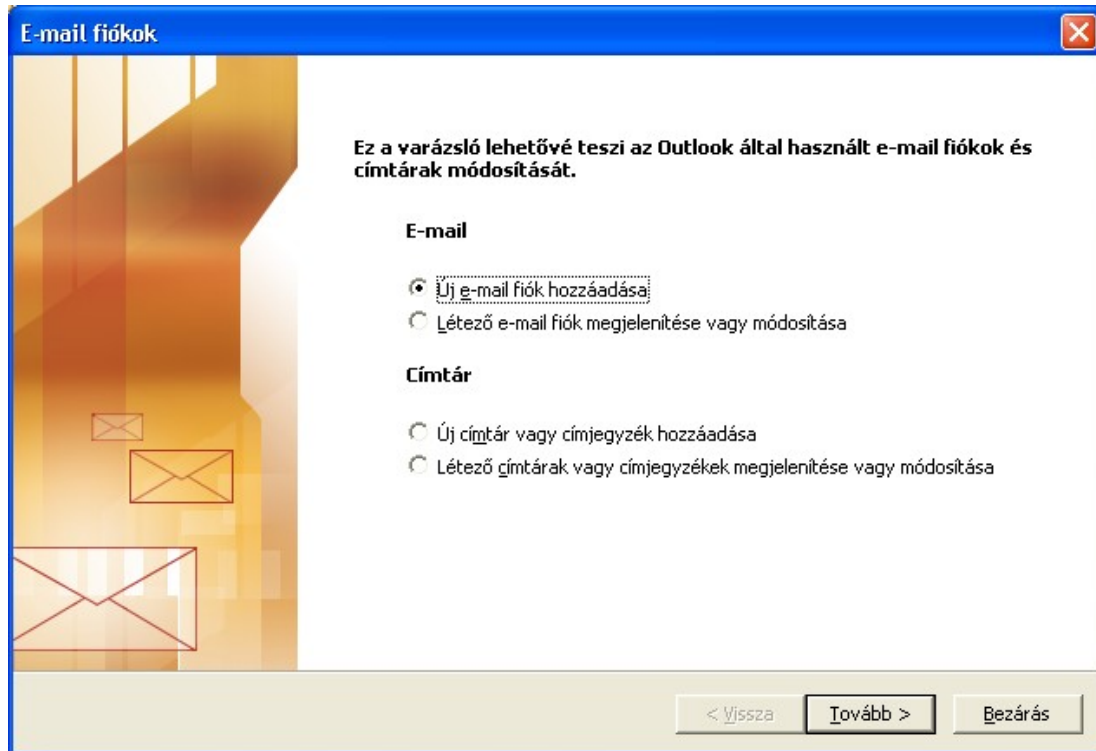 E-mail fiókok
Ez a varázsló lehetővé teszi az Outlook által használt e-mail fiókok és
címtárak módosítását.
E-mail
Új e-mail fiók hozzáadása
Létező e-mail fiók megjelenítése vagy módosítása
Címtár
Új címtár vagy címjegyzék hozzáadása
Létező címtárak vagy címjegyzékek megjelenítése vagy módosítása
< Vissza
Tovább >
Bezárás